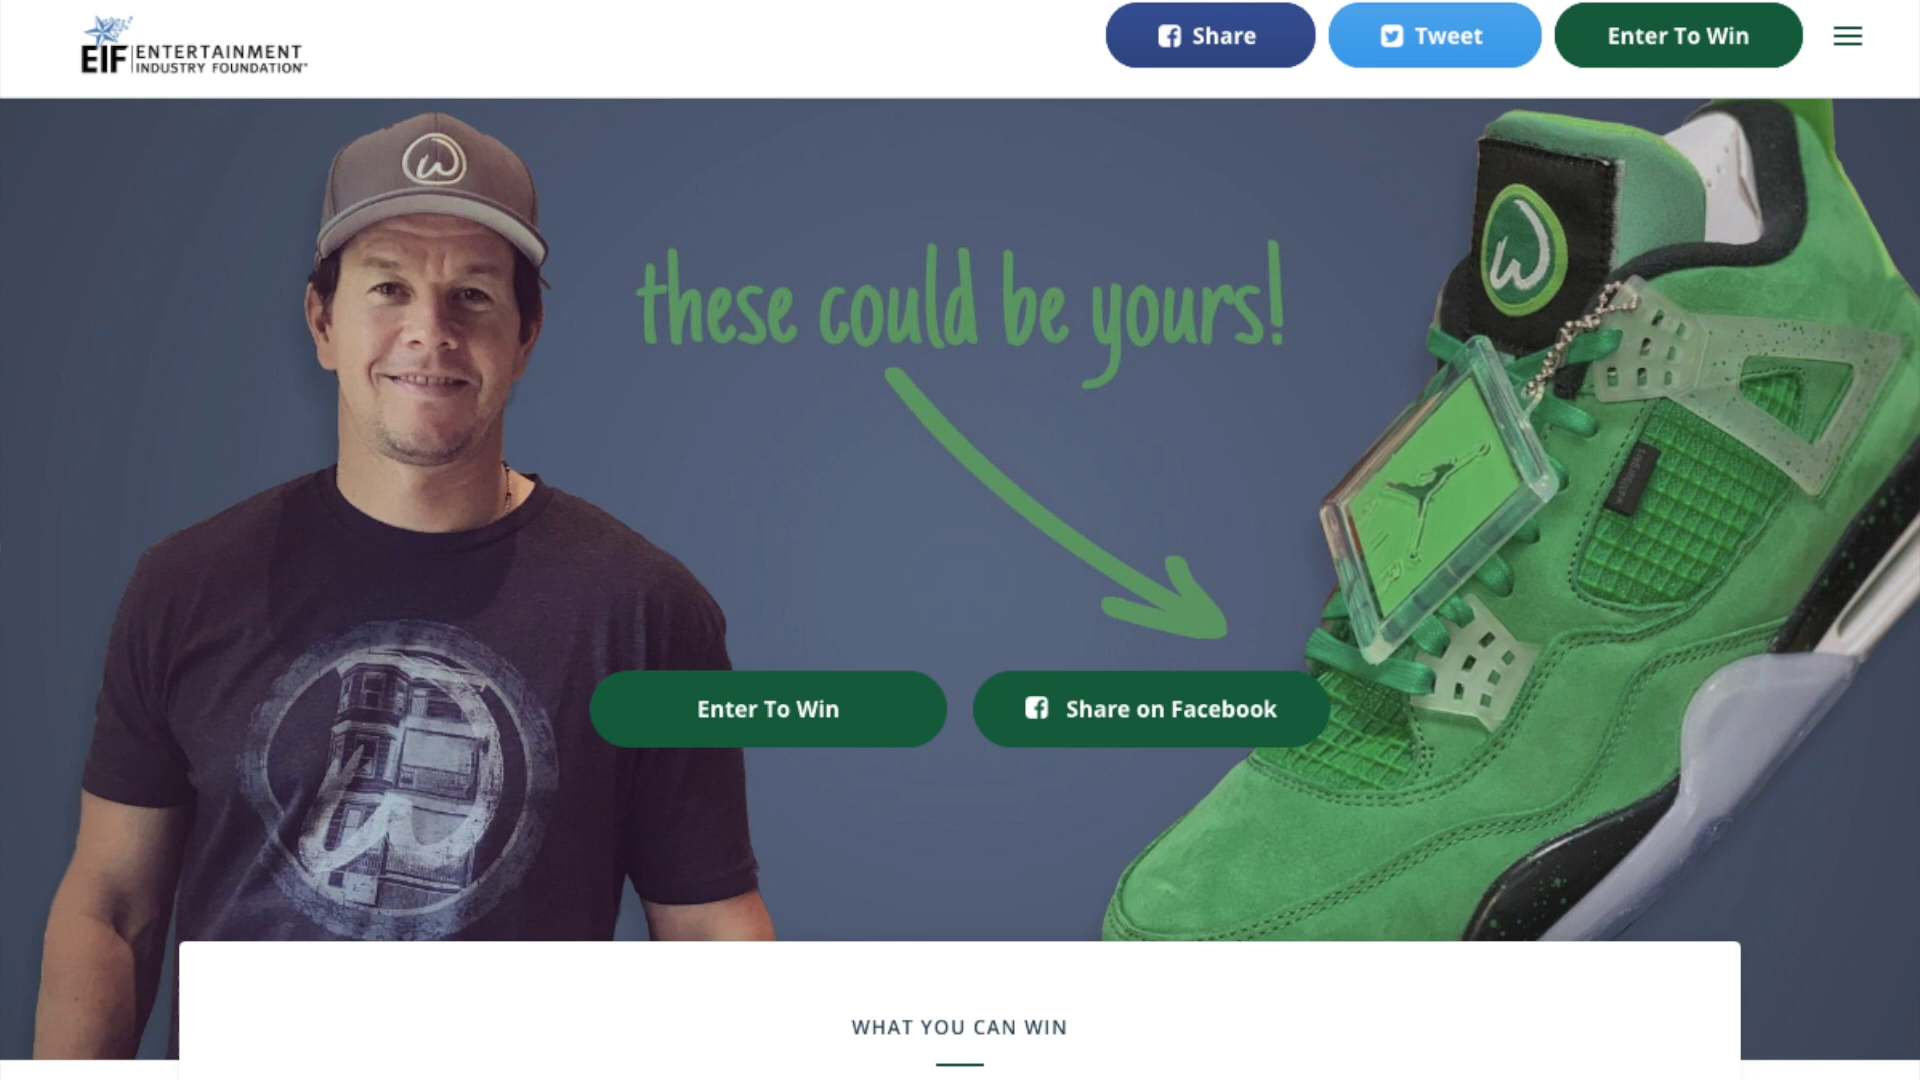 EIF ENTERTAINMENT
INDUSTRY FOUNDATION
Share
Tweet
Enter To Win
these could be yours!
Enter To Win
Share on Facebook
WHAT YOU CAN WIN